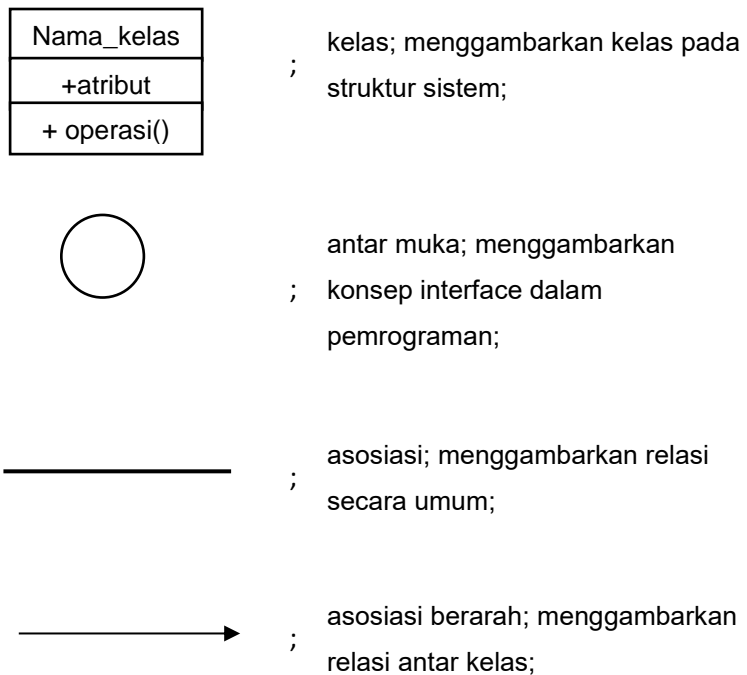 Nama_kelas
+atribut
+ operasi()
;
kelas; menggambarkan kelas pada
struktur sistem;
;
antar muka; menggambarkan
konsep interface dalam
pemrograman;
;
asosiasi; menggambarkan relasi
secara umum;
;
asosiasi berarah; menggambarkan
relasi antar kelas;